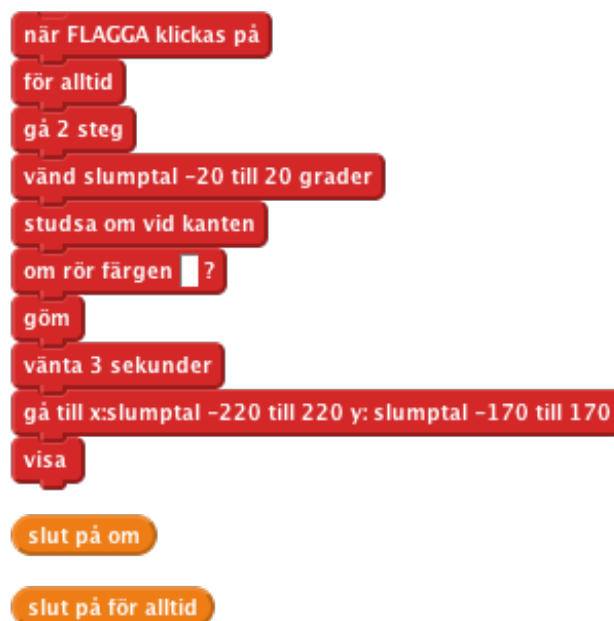 när FLAGGA klickas på
för alltid
gå 2 steg
vänd slumptal -20 till 20 grader
studsa om vid kanten
om rör färgen ?
göm
vänta 3 sekunder
gå till x:slumptal -220 till 220 y: slumptal -170 till 170
visa
slut på om
slut på för alltid